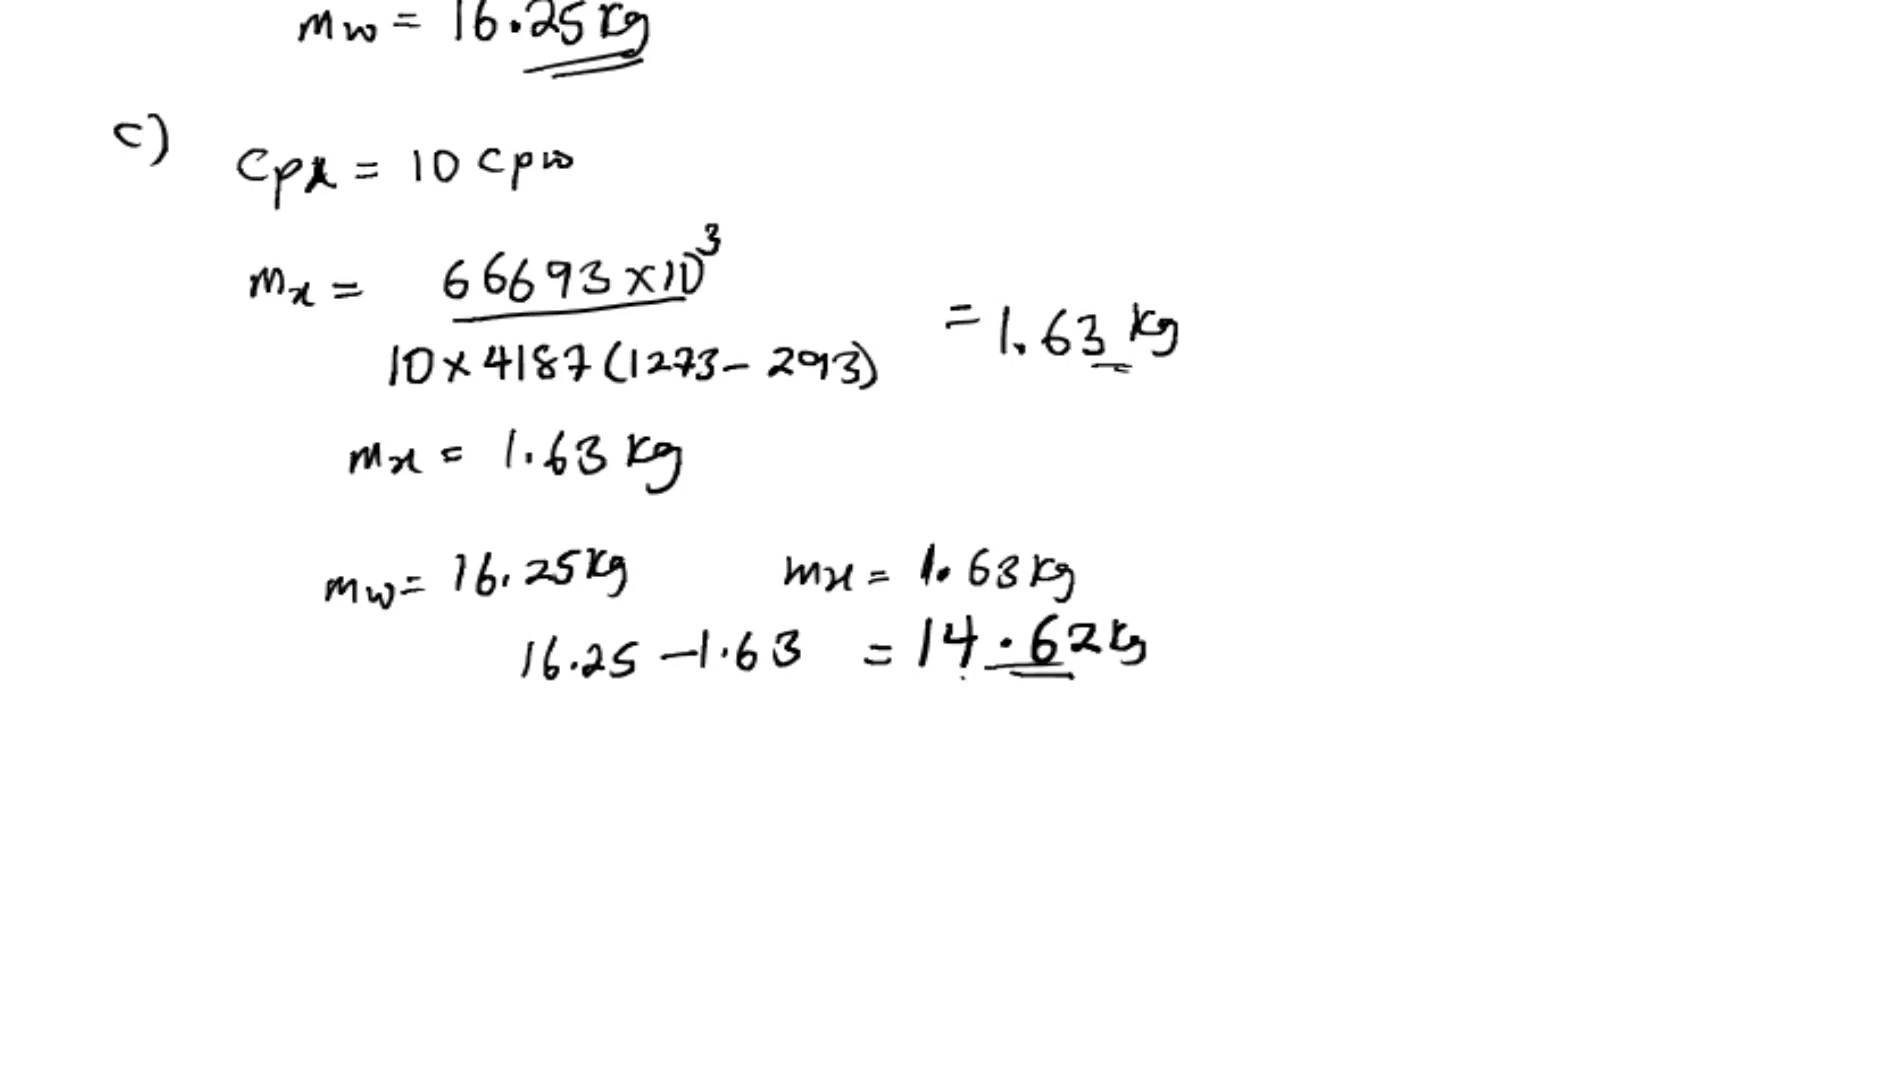 mw = 16.25 kg
c) Cpx = 10 Cpw
mx = 66693 x 10^3 / 10 x 4187 (1273 - 293) = 1.63 kg
mx = 1.63 kg
mw = 16.25 kg mx = 1.63 kg
16.25 - 1.63 = 14.62 kg